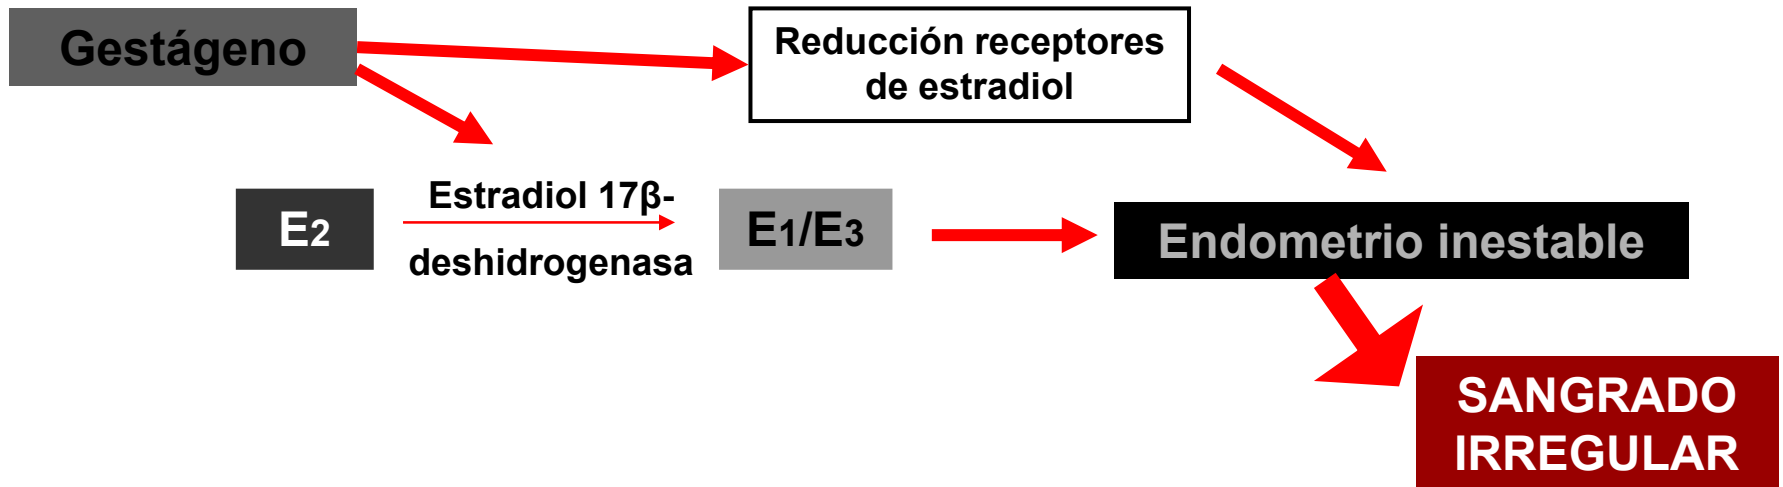 Gestágeno
Reducción receptores
de estradiol
E2
Estradiol 17β-
deshidrogenasa
E1/E3
Endometrio inestable
SANGRADO
IRREGULAR